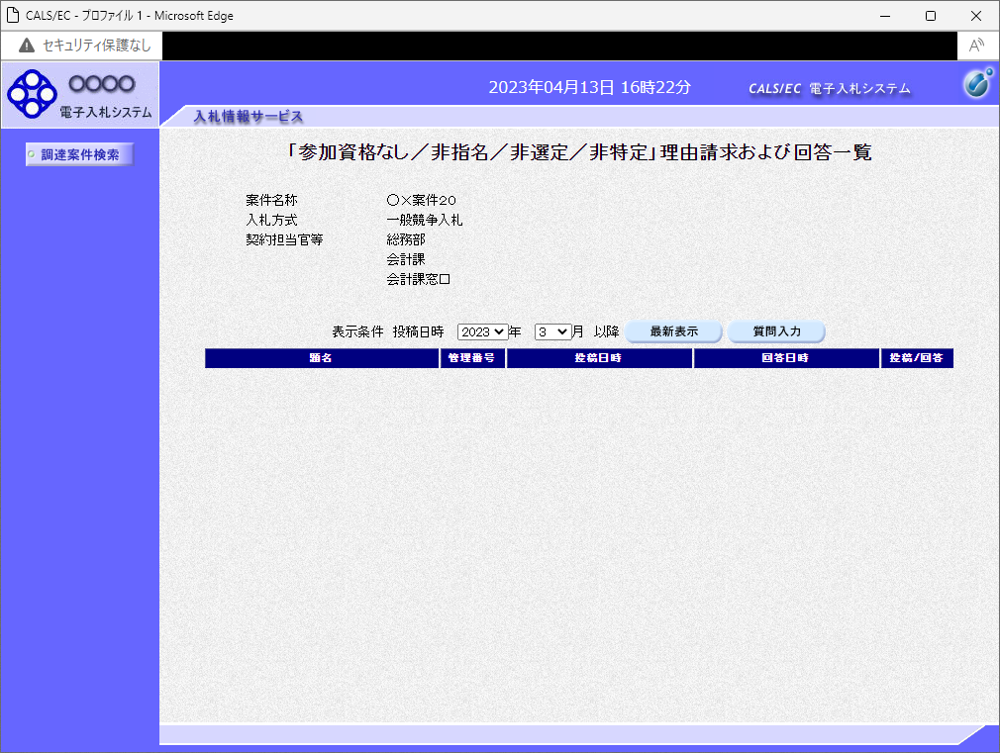 CALS/EC - プロファイル 1 - Microsoft Edge
セキュリティ保護なし
〇〇〇〇
電子入札システム
2023年04月13日 16時22分
CALS/EC 電子入札システム
入札情報サービス
調達案件検索
「参加資格なし／非指名／非選定／非特定」理由請求および回答一覧
案件名称 〇×案件２０
入札方式 一般競争入札
契約担当官等 総務部
会計課
会計課窓口
表示条件 投稿日時 2023 年 3 月 以降 最新表示 質問入力
題名 管理番号 投稿日時 回答日時 投稿/回答